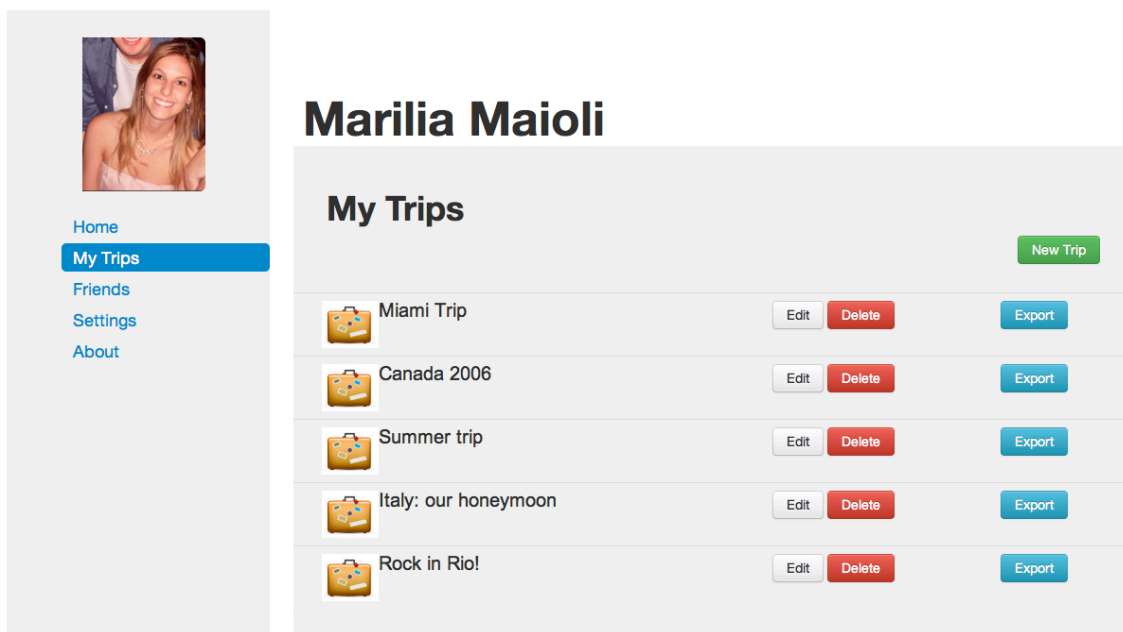 Marilia Maioli
Home
My Trips
Friends
Settings
About
My Trips
New Trip
Miami Trip Edit Delete Export
Canada 2006 Edit Delete Export
Summer trip Edit Delete Export
Italy: our honeymoon Edit Delete Export
Rock in Rio! Edit Delete Export